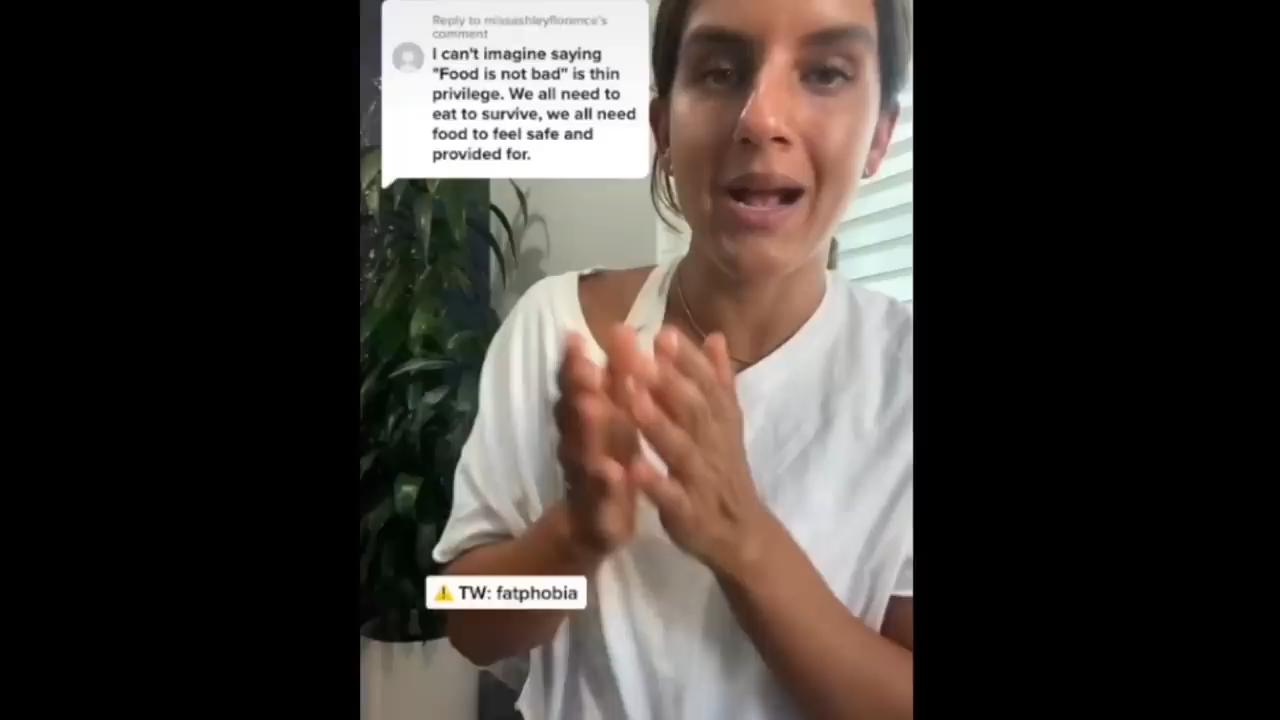 Reply to missashleyflorence's
comment
I can't imagine saying
"Food is not bad" is thin
privilege. We all need to
eat to survive, we all need
food to feel safe and
provided for.
⚠️ TW: fatphobia